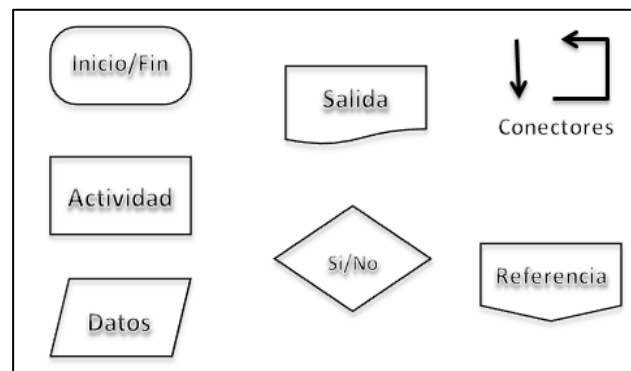 Inicio/Fin
Salida
Conectores
Actividad
Si/No
Referencia
Datos